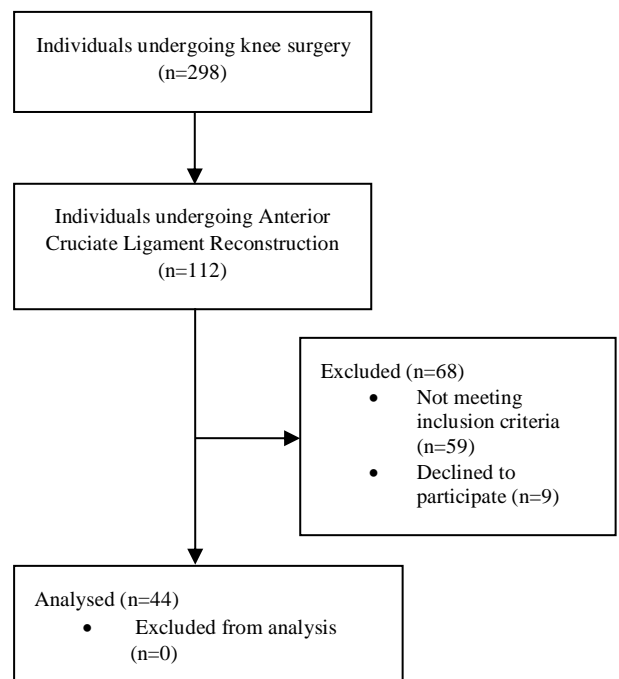 Individuals undergoing knee surgery
(n=298)
Individuals undergoing Anterior
Cruciate Ligament Reconstruction
(n=112)
Excluded (n=68)
• Not meeting
inclusion criteria
(n=59)
• Declined to
participate (n=9)
Analysed (n=44)
• Excluded from analysis
(n=0)